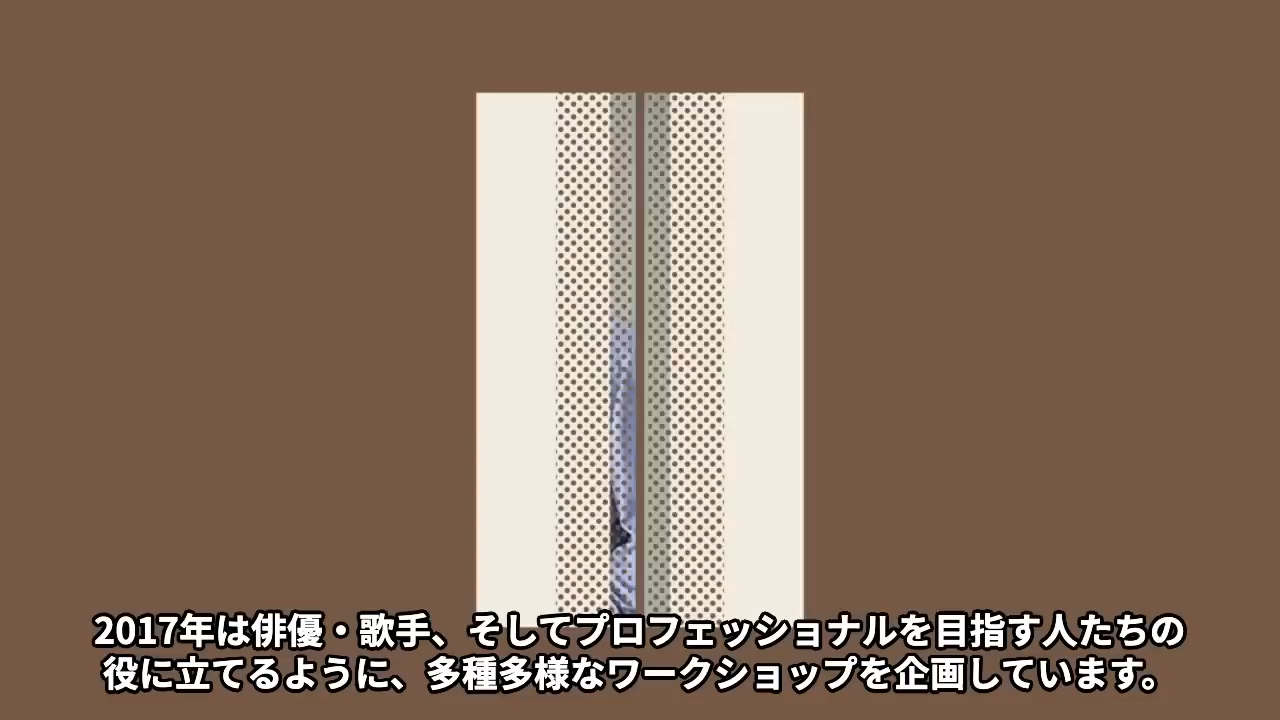 2017年は俳優・歌手、そしてプロフェッショナルを目指す人たちの
役に立てるように、多種多様なワークショップを企画しています。